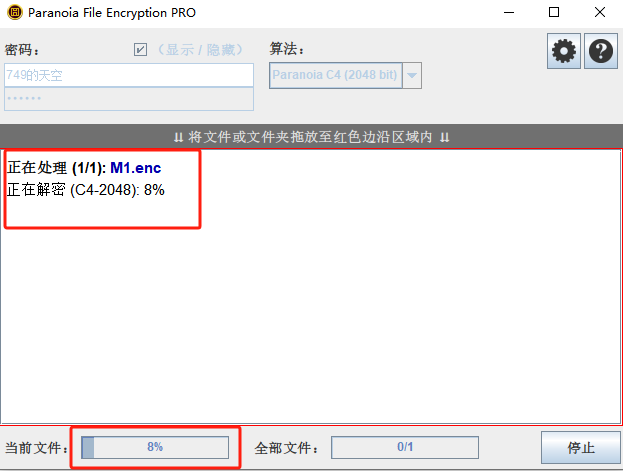 Paranoia File Encryption PRO
密码： （显示 / 隐藏） 算法：
749的天空 Paranoia C4 (2048 bit)
••••••
⇊ 将文件或文件夹拖放至红色边沿区域内 ⇊
正在处理 (1/1): M1.enc
正在解密 (C4-2048): 8%
当前文件： 8% 全部文件： 0/1 停止